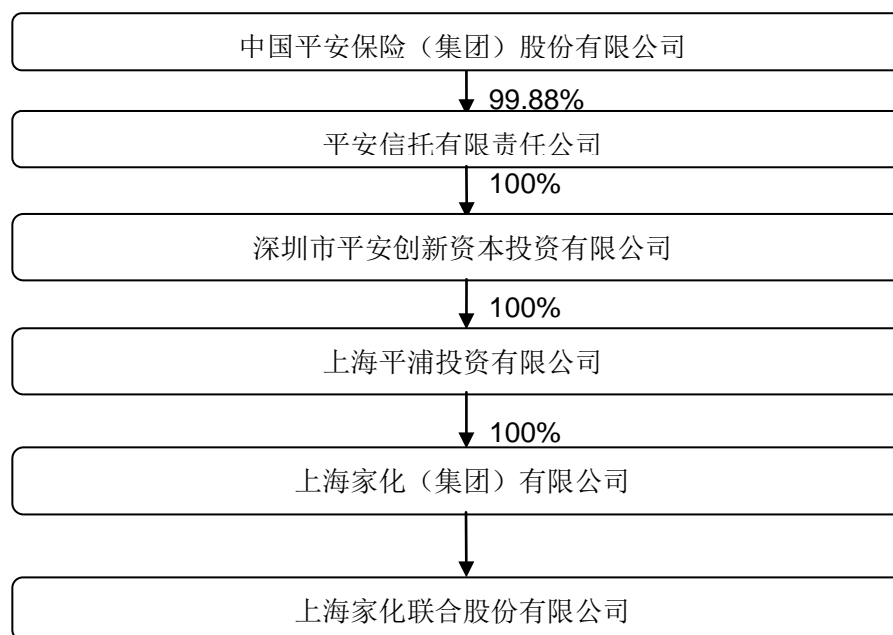 中国平安保险（集团）股份有限公司
99.88%
平安信托有限责任公司
100%
深圳市平安创新资本投资有限公司
100%
上海平浦投资有限公司
100%
上海家化（集团）有限公司
上海家化联合股份有限公司